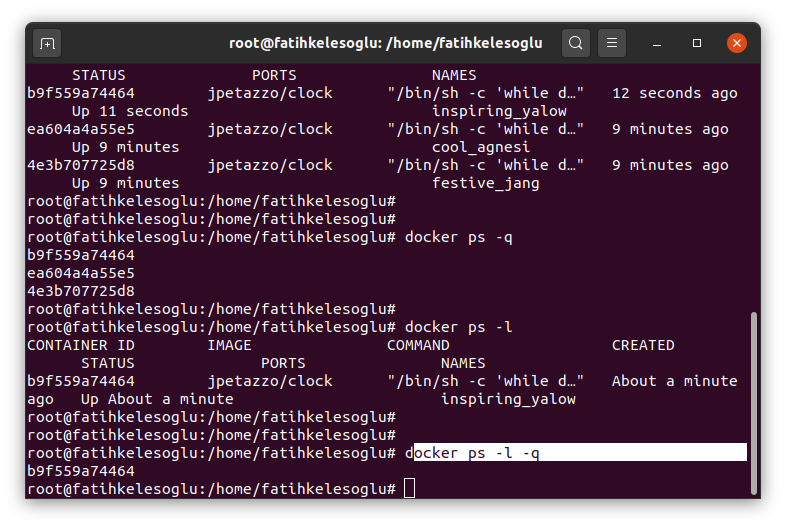 root@fatihkelesoglu: /home/fatihkelesoglu
STATUS PORTS NAMES
b9f559a74464 jpetazzo/clock "/bin/sh -c 'while d…" 12 seconds ago
Up 11 seconds inspiring_yalow
ea604a4a55e5 jpetazzo/clock "/bin/sh -c 'while d…" 9 minutes ago
Up 9 minutes cool_agnesi
4e3b707725d8 jpetazzo/clock "/bin/sh -c 'while d…" 9 minutes ago
Up 9 minutes festive_jang
root@fatihkelesoglu:/home/fatihkelesoglu#
root@fatihkelesoglu:/home/fatihkelesoglu#
root@fatihkelesoglu:/home/fatihkelesoglu# docker ps -q
b9f559a74464
ea604a4a55e5
4e3b707725d8
root@fatihkelesoglu:/home/fatihkelesoglu#
root@fatihkelesoglu:/home/fatihkelesoglu# docker ps -l
CONTAINER ID IMAGE COMMAND CREATED
STATUS PORTS NAMES
b9f559a74464 jpetazzo/clock "/bin/sh -c 'while d…" About a minute
ago Up About a minute inspiring_yalow
root@fatihkelesoglu:/home/fatihkelesoglu#
root@fatihkelesoglu:/home/fatihkelesoglu#
root@fatihkelesoglu:/home/fatihkelesoglu# docker ps -l -q
b9f559a74464
root@fatihkelesoglu:/home/fatihkelesoglu#